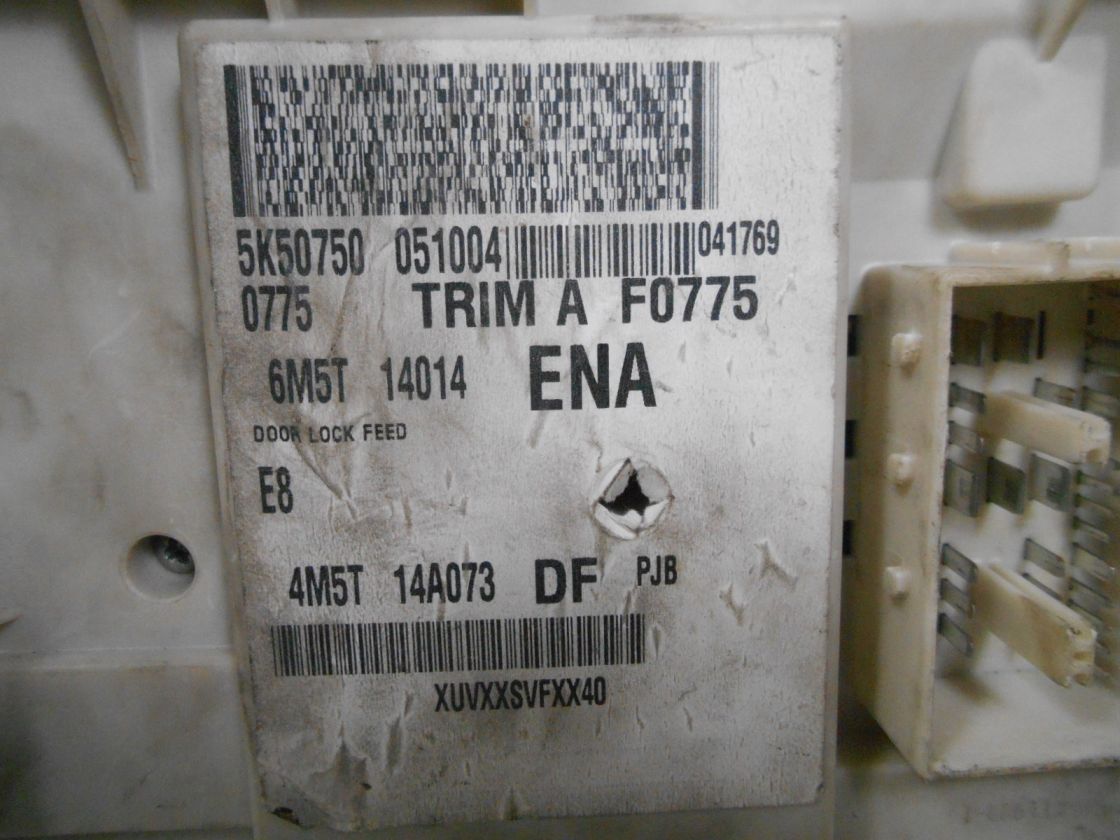 5K50750 051004 041769
0775 TRIM A F0775
6M5T 14014 ENA
DOOR LOCK FEED
E8
4M5T 14A073 DF PJB
XUVXXSVFXX40